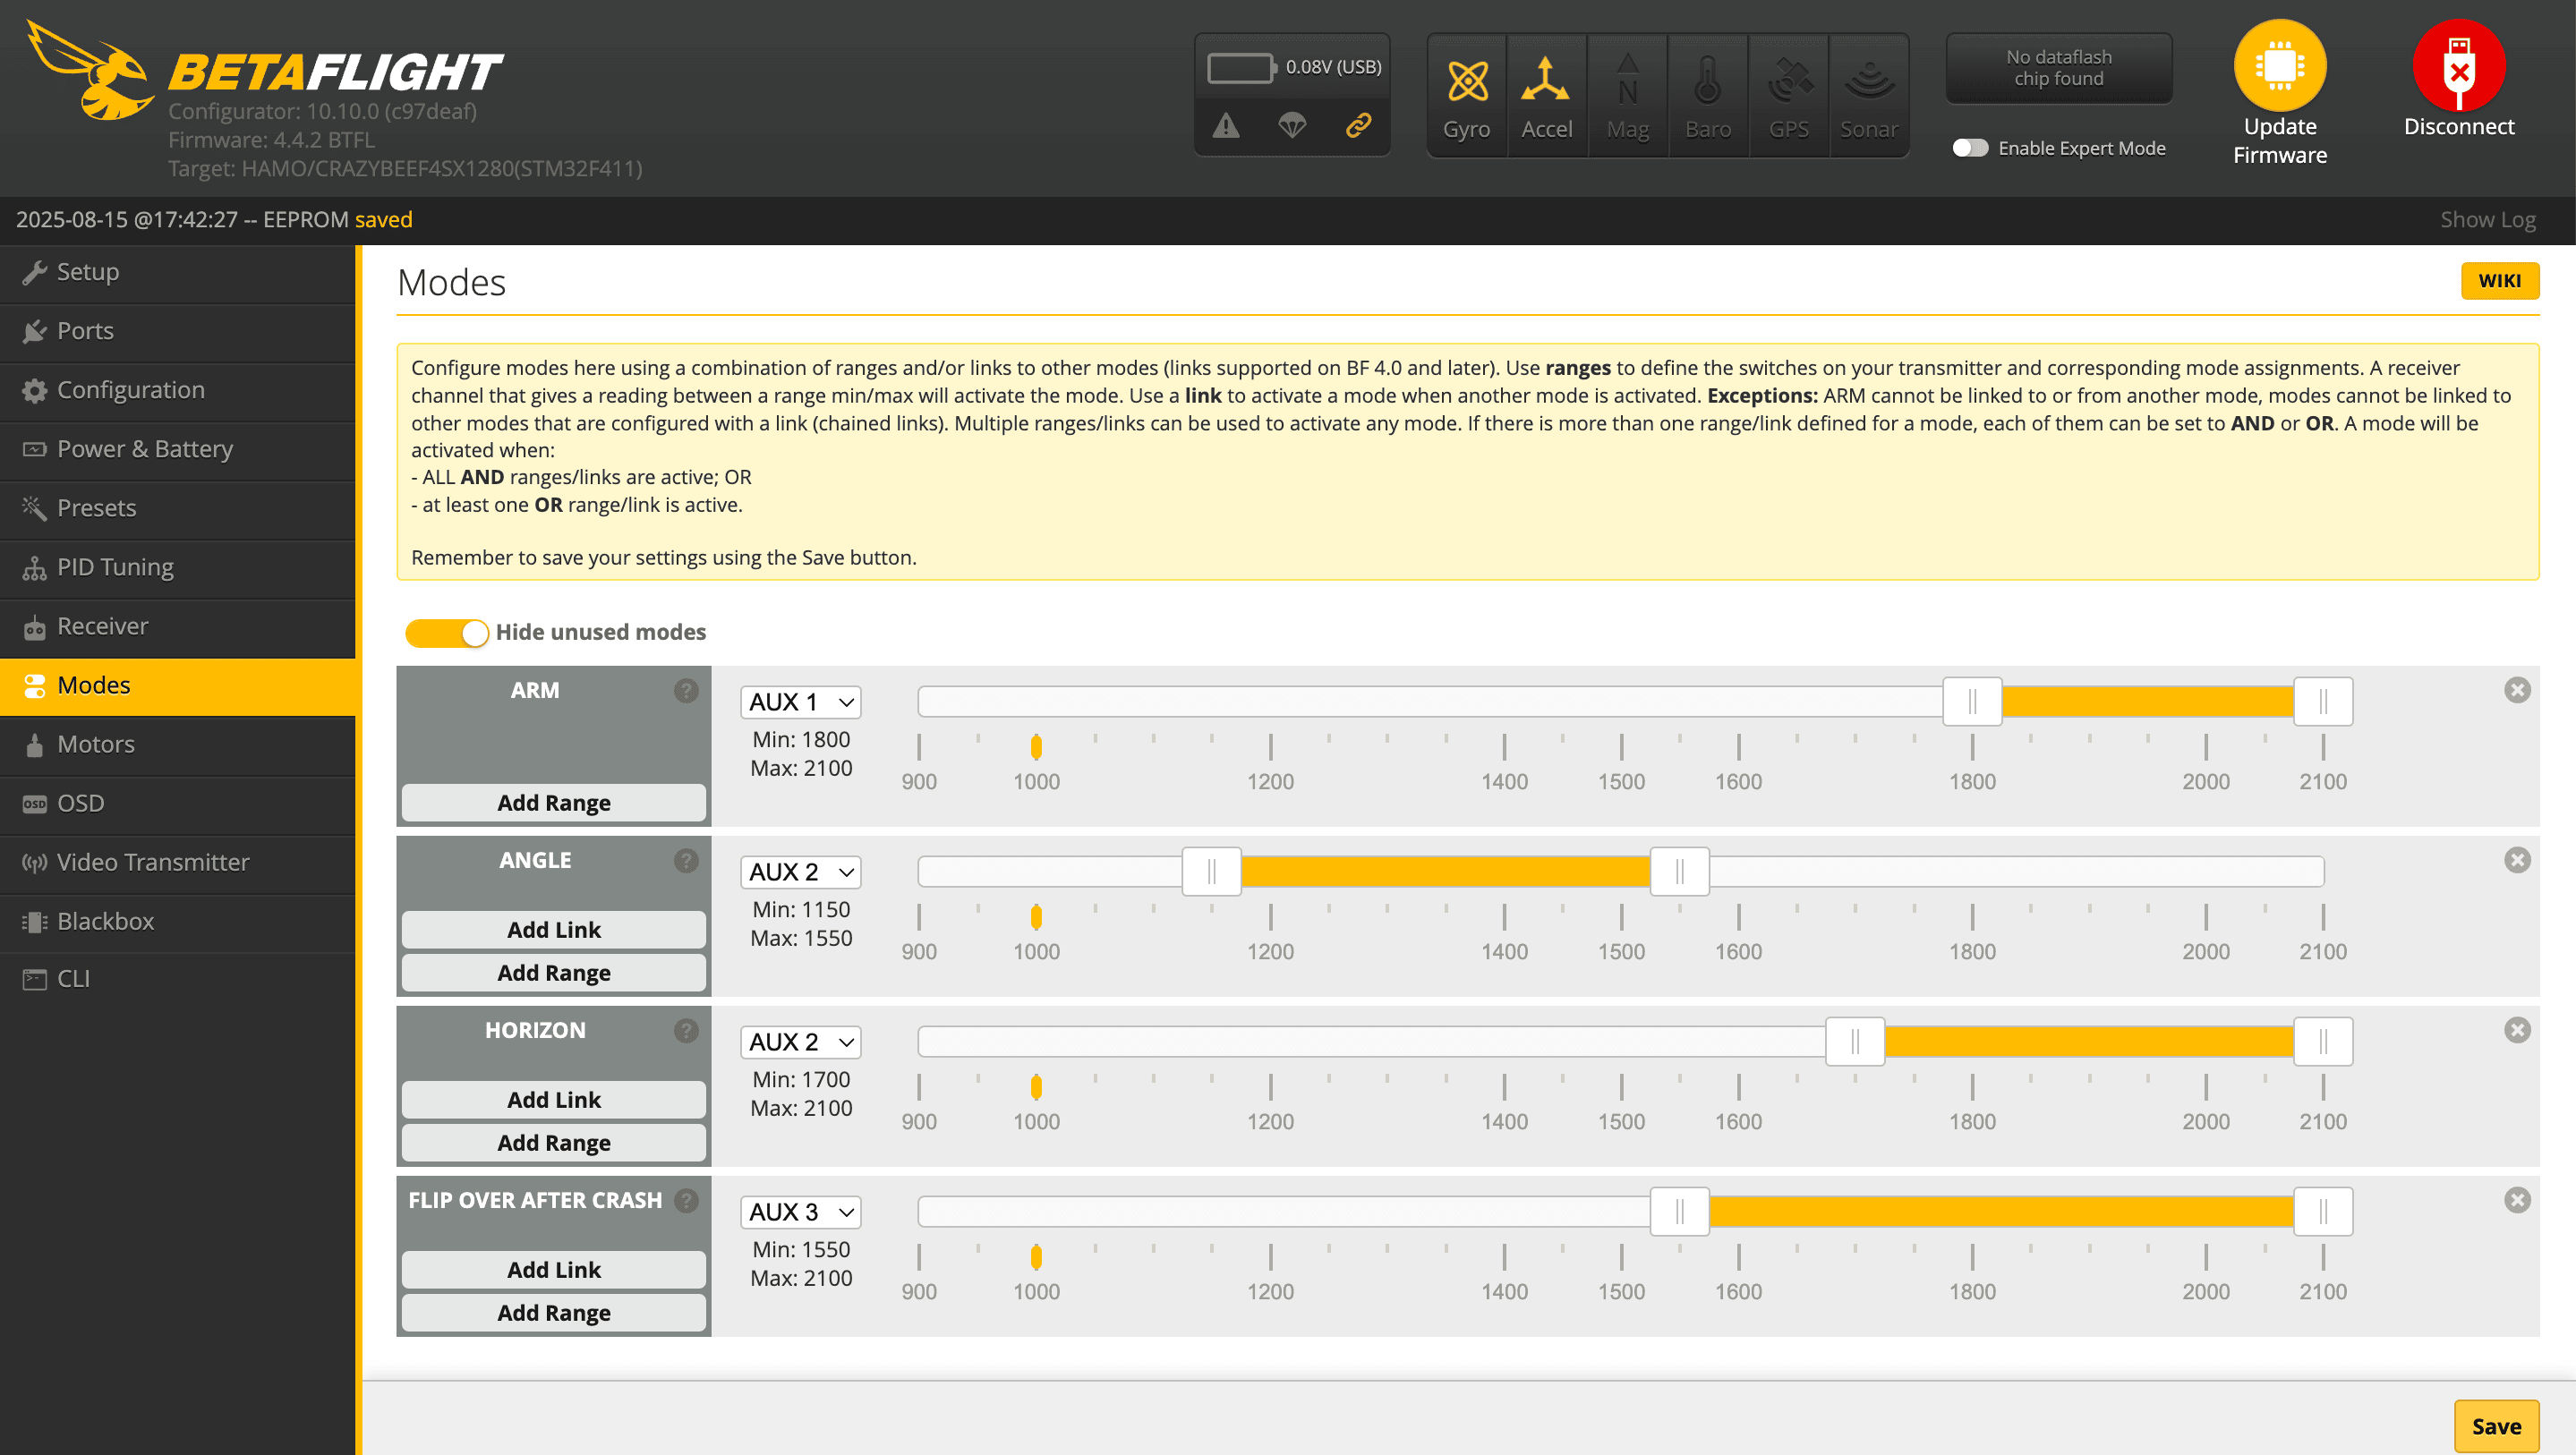 BETAFLIGHT
Configurator: 10.10.0 (c97deaf)
Firmware: 4.4.2 BTFL
Target: HAMO/CRAZYBEEF4SX1280(STM32F411)
0.08V (USB)
Gyro
Accel
N
Mag
Baro
GPS
Sonar
No dataflash
chip found
Enable Expert Mode
Update
Firmware
Disconnect
2025-08-15 @17:42:27 -- EEPROM saved
Show Log
Setup
Ports
Configuration
Power & Battery
Presets
PID Tuning
Receiver
Modes
Motors
OSD OSD
Video Transmitter
Blackbox
CLI
Modes
WIKI
Configure modes here using a combination of ranges and/or links to other modes (links supported on BF 4.0 and later). Use ranges to define the switches on your transmitter and corresponding mode assignments. A receiver
channel that gives a reading between a range min/max will activate the mode. Use a link to activate a mode when another mode is activated. Exceptions: ARM cannot be linked to or from another mode, modes cannot be linked to
other modes that are configured with a link (chained links). Multiple ranges/links can be used to activate any mode. If there is more than one range/link defined for a mode, each of them can be set to AND or OR. A mode will be
activated when:
- ALL AND ranges/links are active; OR
- at least one OR range/link is active.
Remember to save your settings using the Save button.
Hide unused modes
ARM ?
Add Range
AUX 1
Min: 1800
Max: 2100
900 1000 1200 1400 1500 1600 1800 2000 2100
ANGLE ?
Add Link
Add Range
AUX 2
Min: 1150
Max: 1550
900 1000 1200 1400 1500 1600 1800 2000 2100
HORIZON ?
Add Link
Add Range
AUX 2
Min: 1700
Max: 2100
900 1000 1200 1400 1500 1600 1800 2000 2100
FLIP OVER AFTER CRASH ?
Add Link
Add Range
AUX 3
Min: 1550
Max: 2100
900 1000 1200 1400 1500 1600 1800 2000 2100
Save